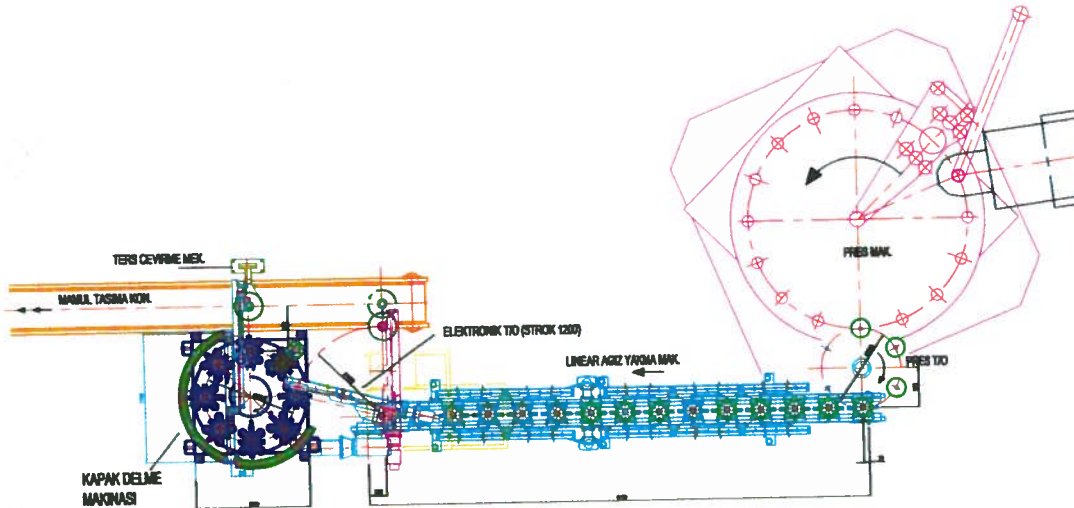 TERS CEVIRME MEK.
MAMUL TASIMA KON.
PRES MAK.
ELEKTRONIK T/O (STROK 1200)
LINEAR AGIZ YAKMA MAK.
PRES T/O
KAPAK DELME
MAKINASI